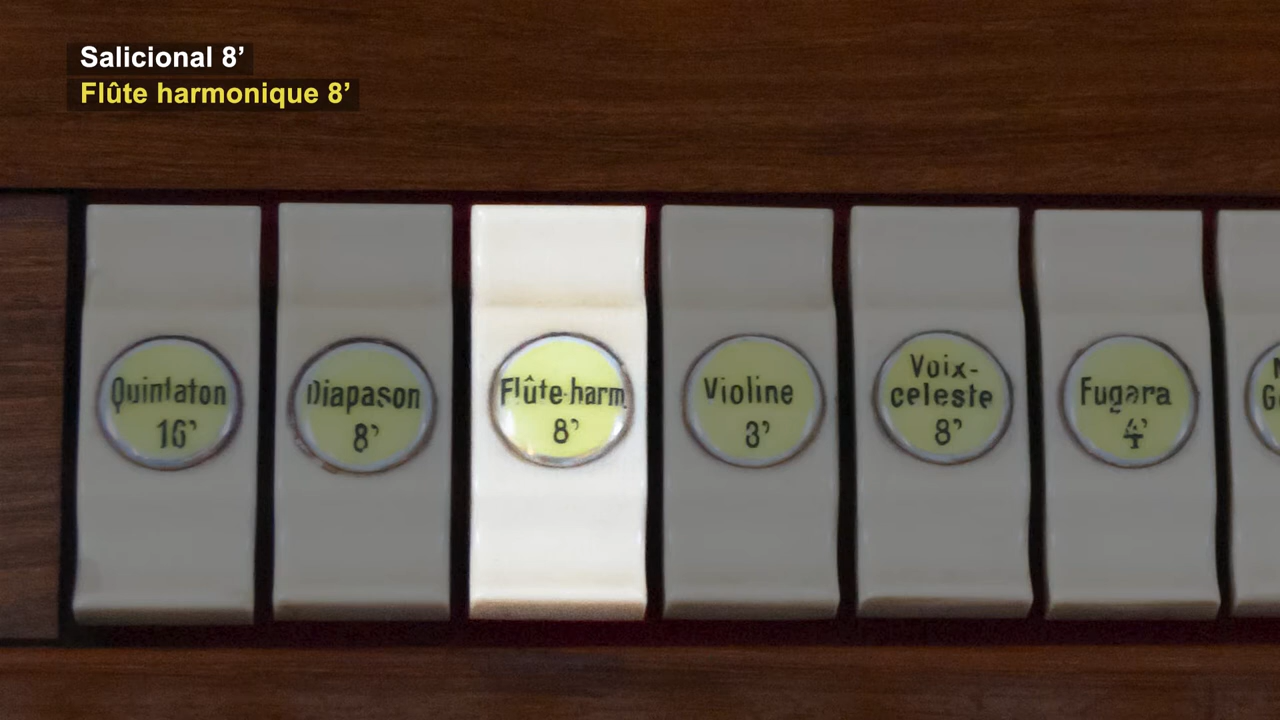 Salicional 8’
Flûte harmonique 8’
Quintaton
16’
Diapason
8’
Flûte-harm.
8’
Violine
8’
Voix-
celeste
8’
Fugara
4’